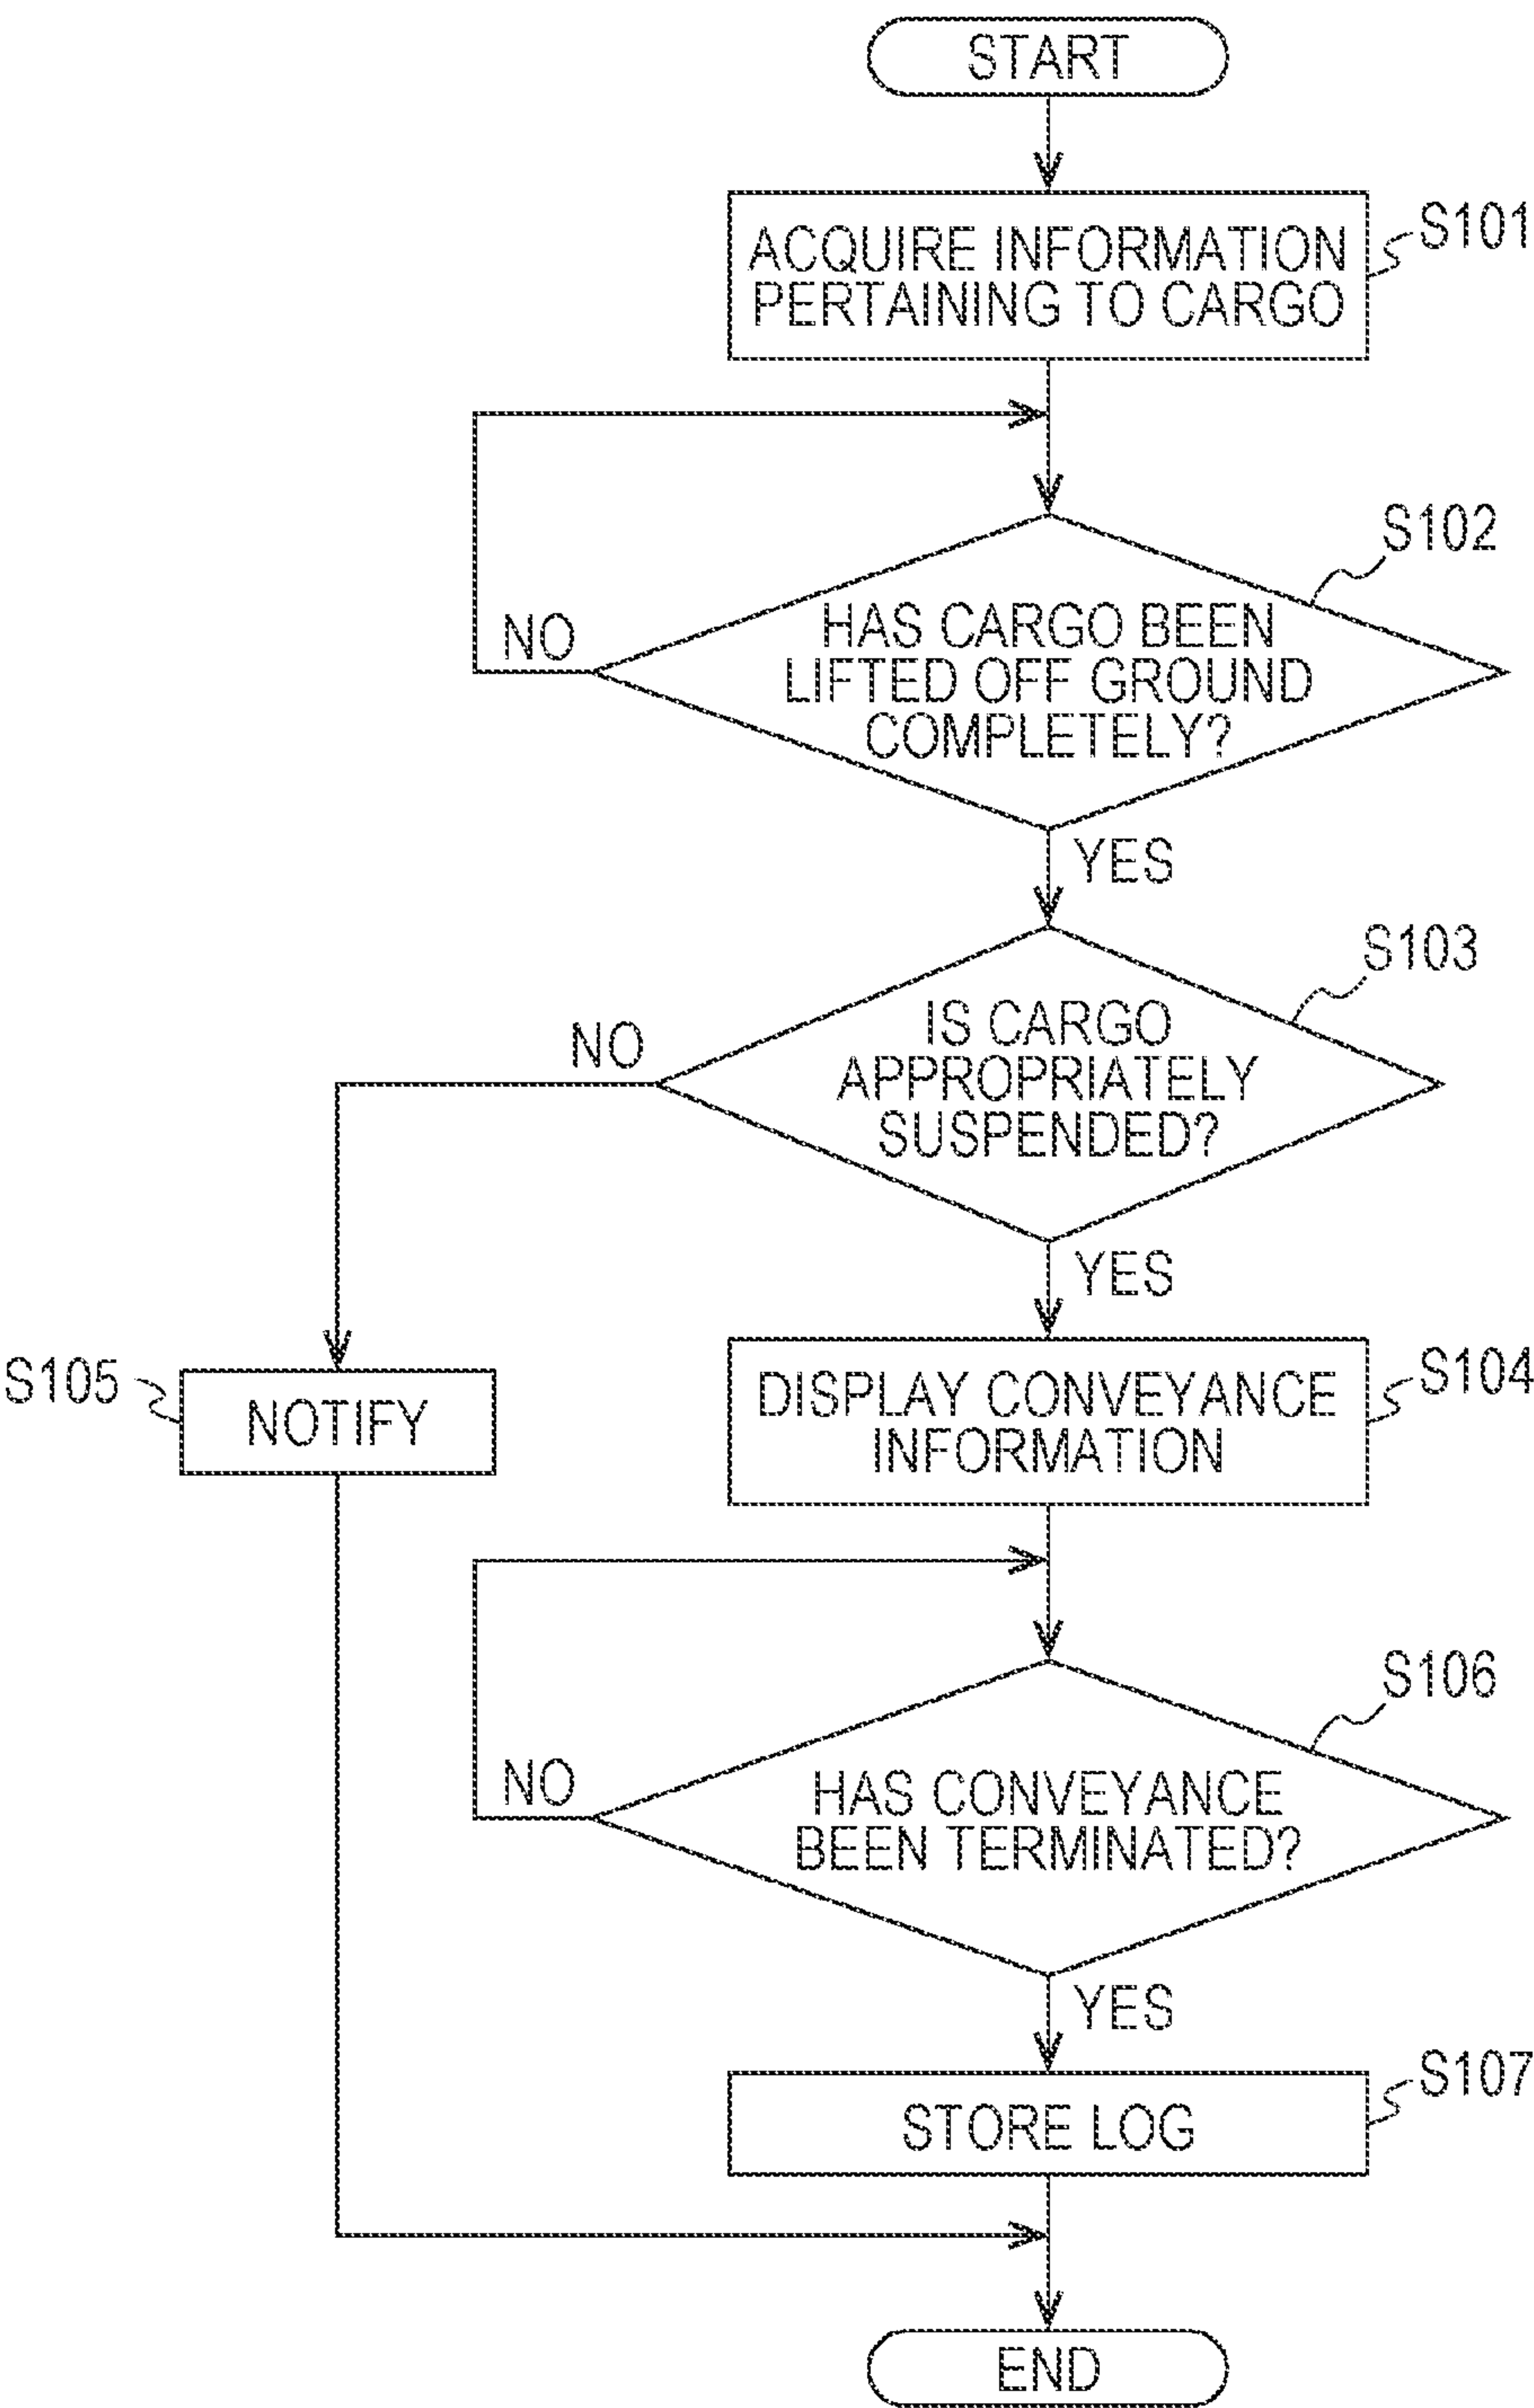 START
ACQUIRE INFORMATION
PERTAINING TO CARGO
S101
S102
HAS CARGO BEEN
LIFTED OFF GROUND
COMPLETELY?
NO
YES
S103
IS CARGO
APPROPRIATELY
SUSPENDED?
NO
YES
S105
NOTIFY
DISPLAY CONVEYANCE
INFORMATION
S104
S106
HAS CONVEYANCE
BEEN TERMINATED?
NO
YES
STORE LOG
S107
END